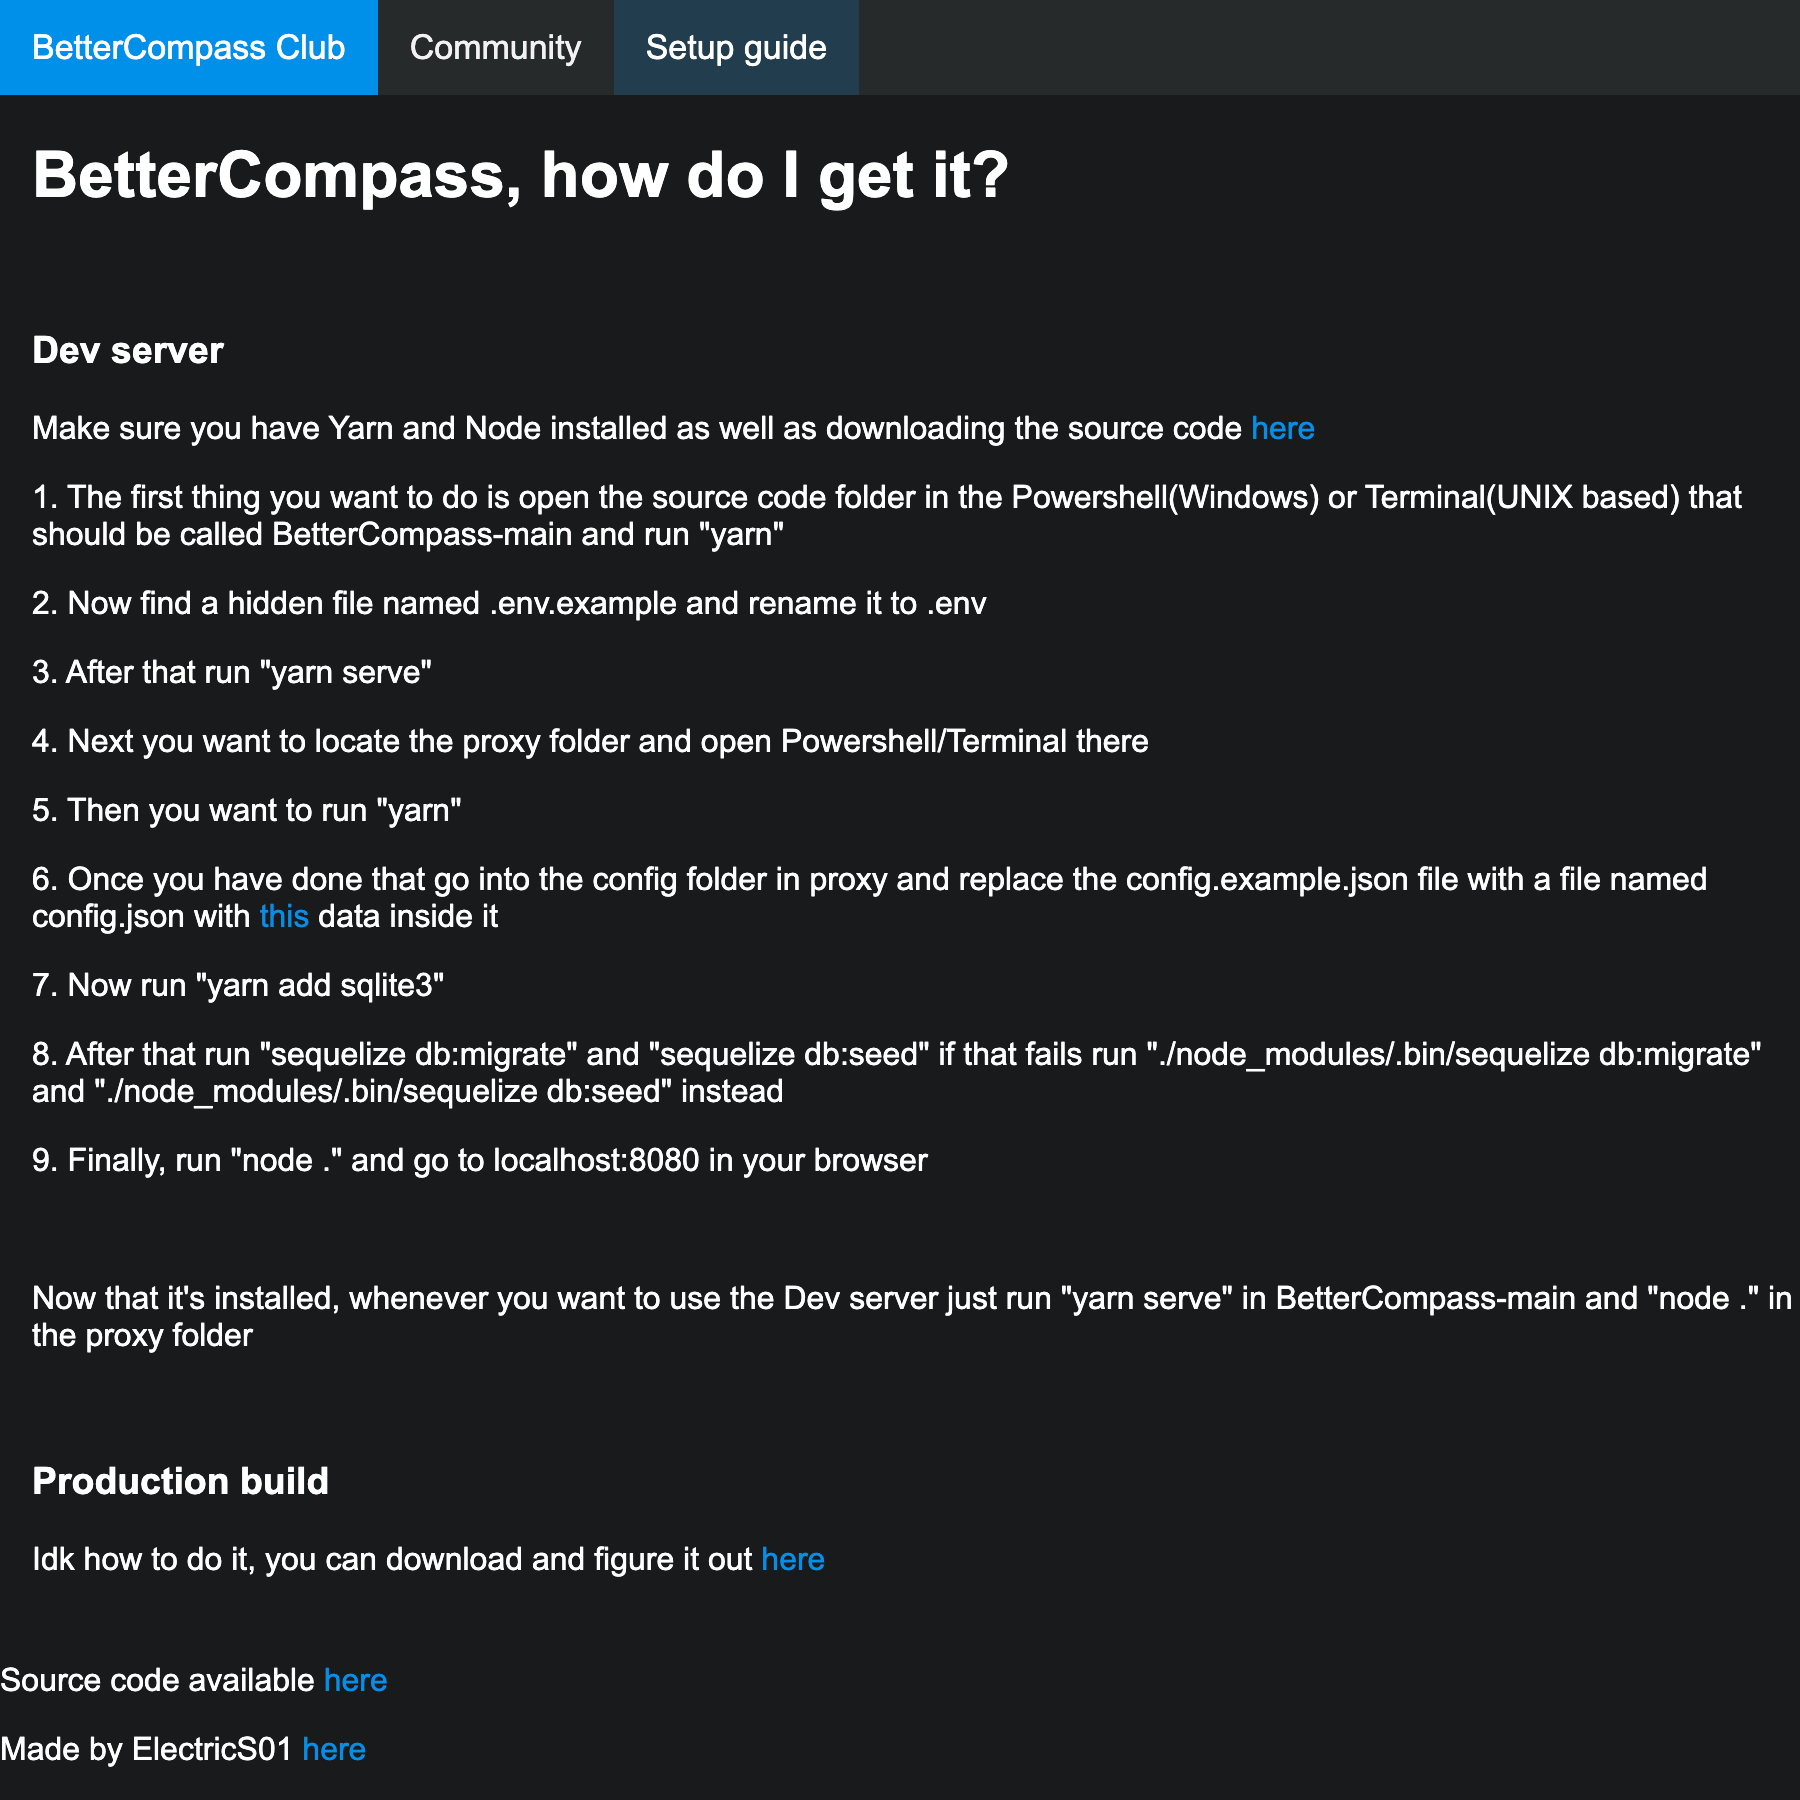 BetterCompass Club Community Setup guide
BetterCompass, how do I get it?
Dev server
Make sure you have Yarn and Node installed as well as downloading the source code here
1. The first thing you want to do is open the source code folder in the Powershell(Windows) or Terminal(UNIX based) that
should be called BetterCompass-main and run "yarn"
2. Now find a hidden file named .env.example and rename it to .env
3. After that run "yarn serve"
4. Next you want to locate the proxy folder and open Powershell/Terminal there
5. Then you want to run "yarn"
6. Once you have done that go into the config folder in proxy and replace the config.example.json file with a file named
config.json with this data inside it
7. Now run "yarn add sqlite3"
8. After that run "sequelize db:migrate" and "sequelize db:seed" if that fails run "./node_modules/.bin/sequelize db:migrate"
and "./node_modules/.bin/sequelize db:seed" instead
9. Finally, run "node ." and go to localhost:8080 in your browser
Now that it's installed, whenever you want to use the Dev server just run "yarn serve" in BetterCompass-main and "node ." in
the proxy folder
Production build
Idk how to do it, you can download and figure it out here
Source code available here
Made by ElectricS01 here